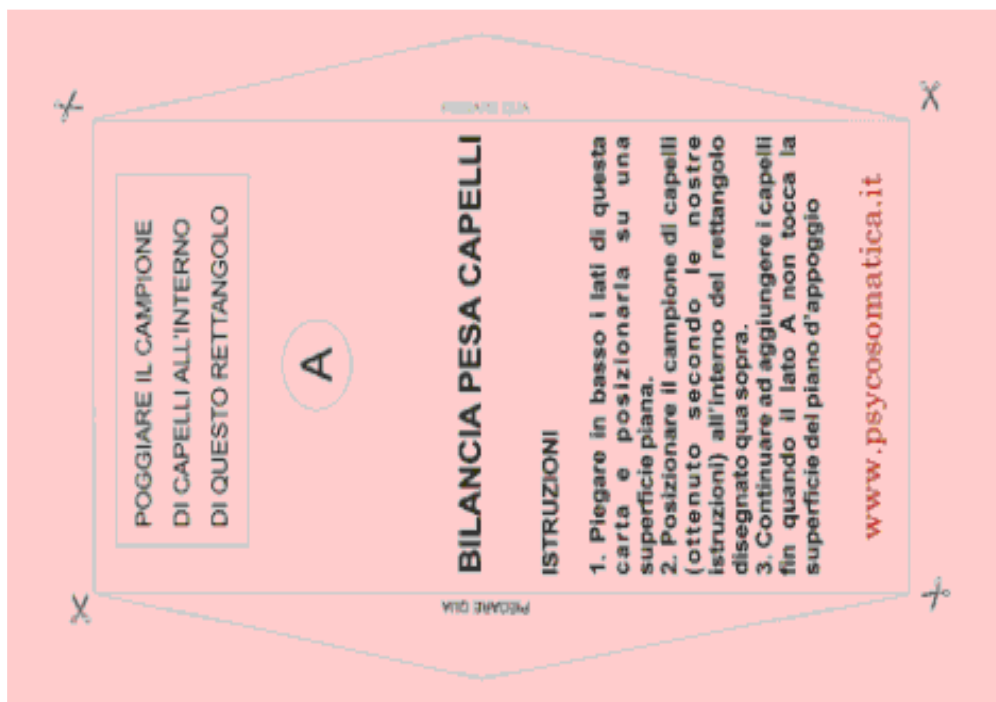 POGGIARE IL CAMPIONE
DI CAPELLI ALL'INTERNO
DI QUESTO RETTANGOLO
A
PIEGARE QUA
BILANCIA PESA CAPELLI
ISTRUZIONI
1. Piegare in basso i lati di questa
carta e posizionarla su una
superficie piana.
2. Posizionare il campione di capelli
(ottenuto secondo le nostre
istruzioni) all'interno del rettangolo
disegnato qua sopra.
3. Continuare ad aggiungere i capelli
fin quando il lato A non tocca la
superficie del piano d'appoggio
www.psycosomatica.it